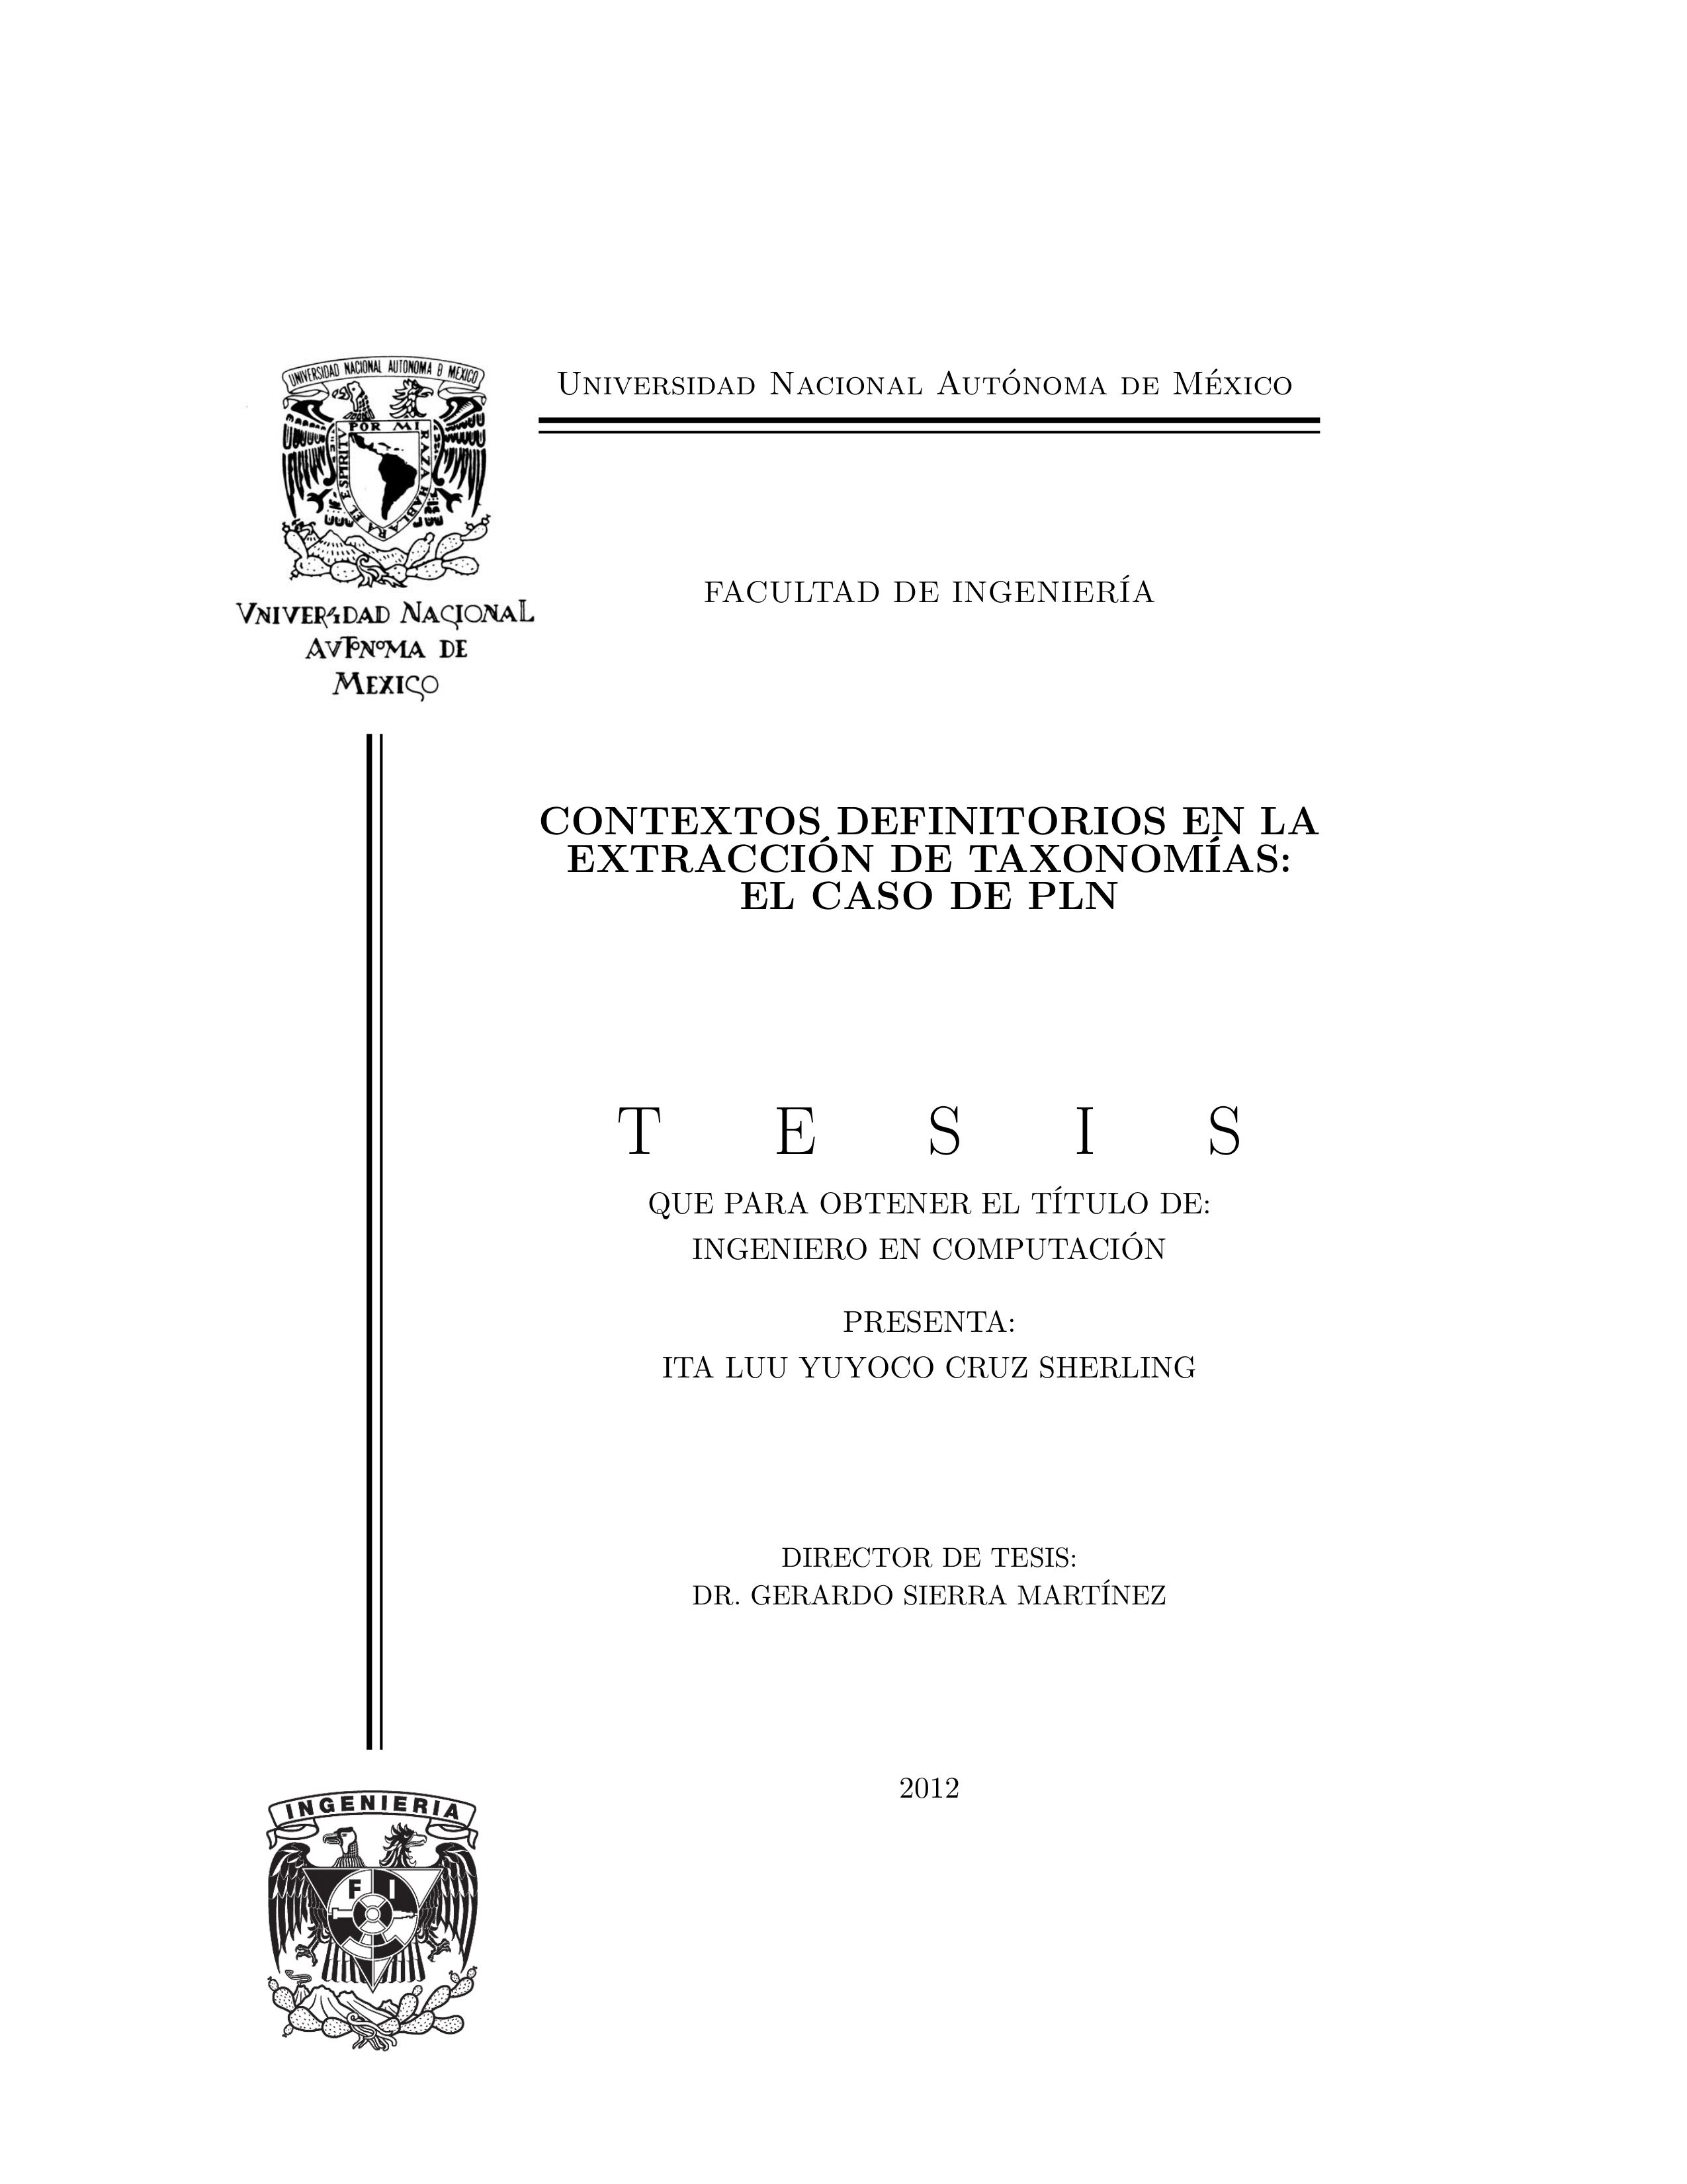 UNIVERSIDAD NACIONAL AUTONOMA D MEXICO
POR MI RAZA HABLARA EL ESPIRITU
VNIVERSDAD NACIONAL
AVTONOMA DE
MEXICO
UNIVERSIDAD NACIONAL AUTÓNOMA DE MÉXICO
FACULTAD DE INGENIERÍA
CONTEXTOS DEFINITORIOS EN LA
EXTRACCIÓN DE TAXONOMÍAS:
EL CASO DE PLN
T E S I S
QUE PARA OBTENER EL TÍTULO DE:
INGENIERO EN COMPUTACIÓN
PRESENTA:
ITA LUU YUYOCO CRUZ SHERLING
DIRECTOR DE TESIS:
DR. GERARDO SIERRA MARTÍNEZ
2012
INGENIERIA
F I